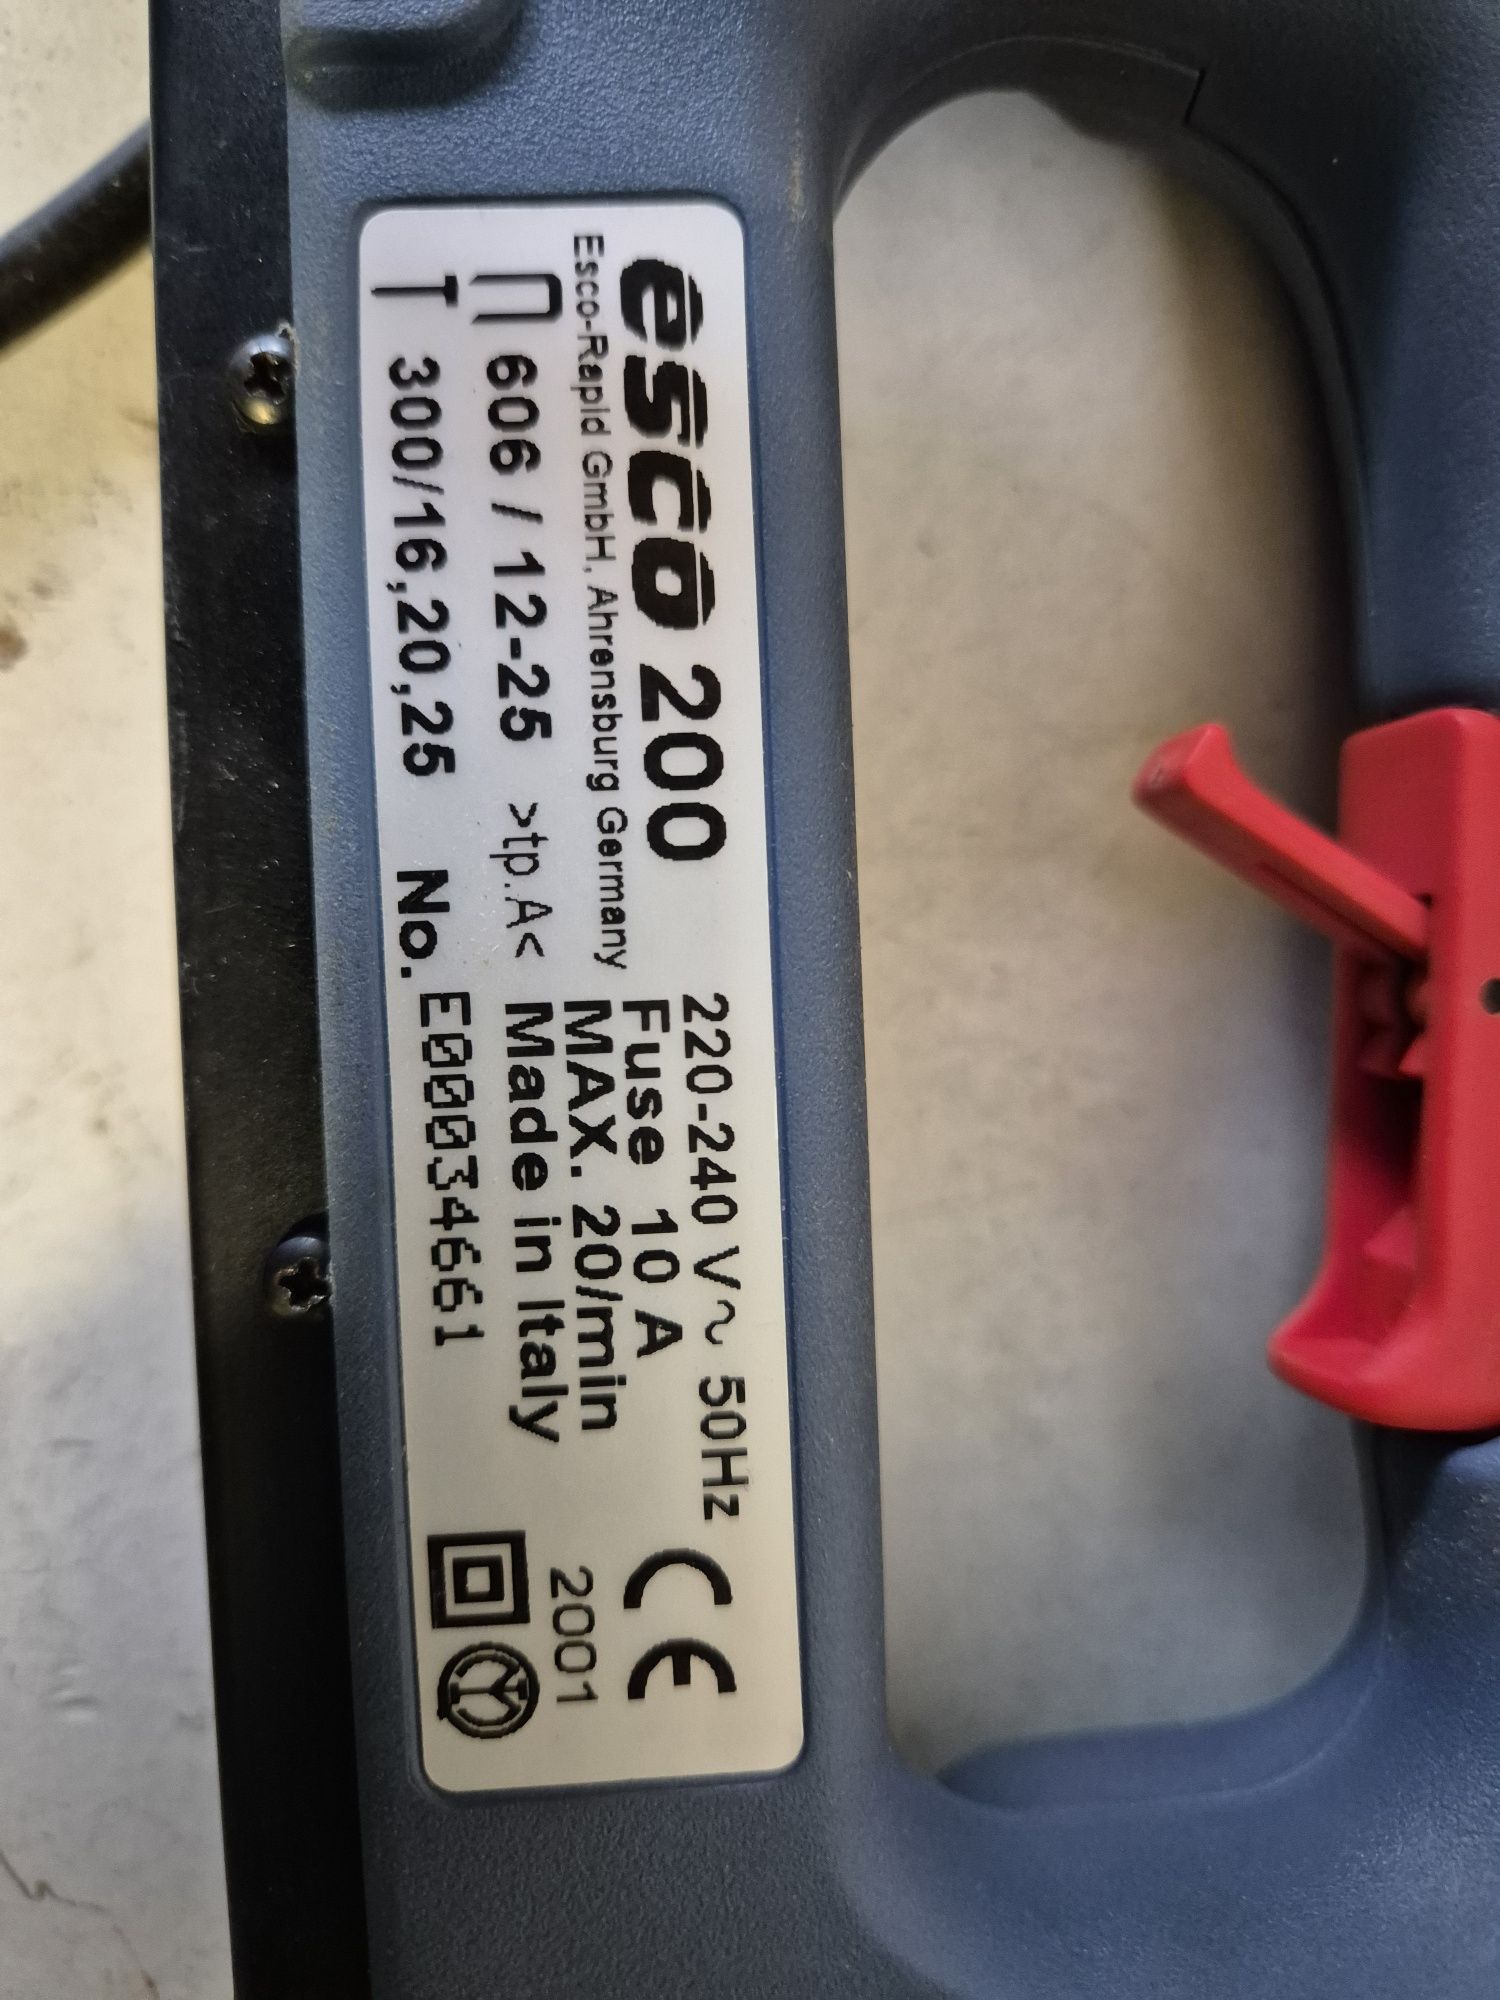 esco 200
Esco-Rapid GmbH, Ahrensburg Germany
606 / 12-25 >tp.A<
300/16,20,25 No. E00034661
220-240 V~ 50Hz
Fuse 10 A
MAX. 20/min
Made in Italy
CE
2001